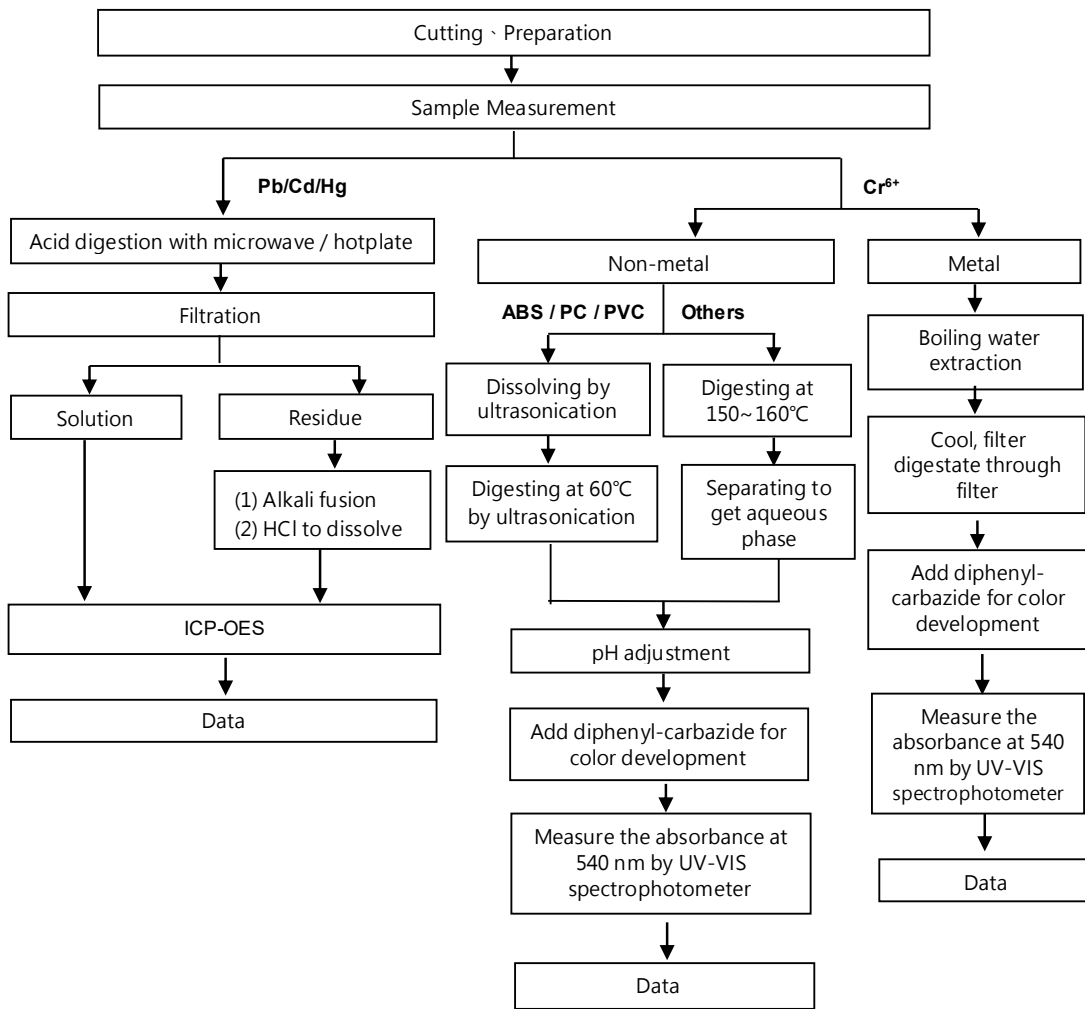 Cutting、Preparation
Sample Measurement
Pb/Cd/Hg
Cr⁶⁺
Acid digestion with microwave / hotplate
Filtration
Solution
Residue
(1) Alkali fusion
(2) HCl to dissolve
ICP-OES
Data
Non-metal
ABS / PC / PVC
Others
Dissolving by
ultrasonication
Digesting at 60℃
by ultrasonication
Digesting at
150~160℃
Separating to
get aqueous
phase
pH adjustment
Add diphenyl-carbazide for
color development
Measure the absorbance at
540 nm by UV-VIS
spectrophotometer
Data
Metal
Boiling water
extraction
Cool, filter
digestate through
filter
Add diphenyl-
carbazide for color
development
Measure the
absorbance at 540
nm by UV-VIS
spectrophotometer
Data